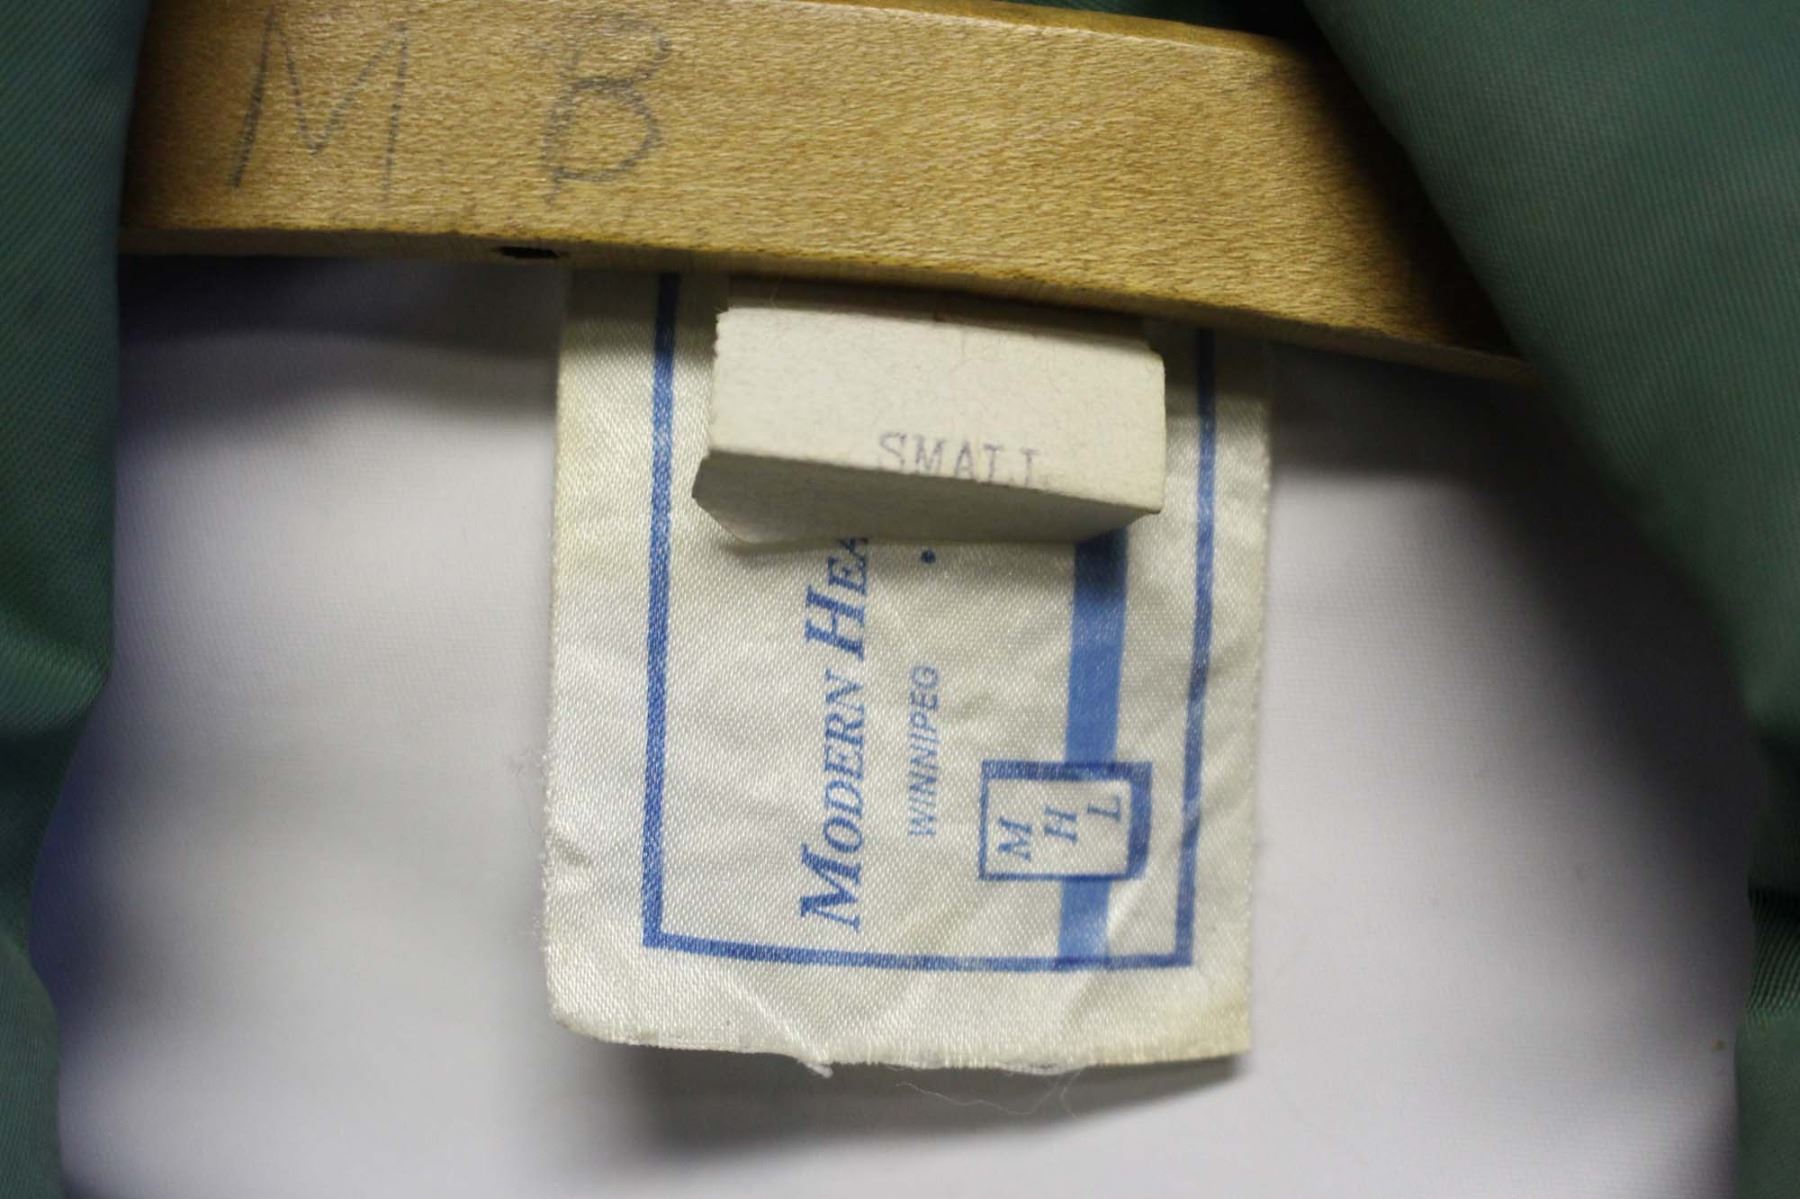 M B
SMALL
MODERN HEA
WINNIPEG
M
H
L